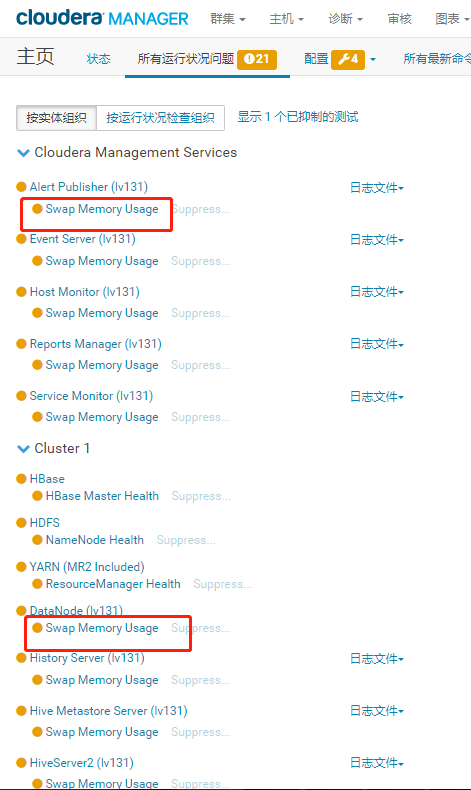 cloudera MANAGER 群集 主机 诊断 审核 图表
主页 状态 所有运行状况问题 21 配置 4 所有最新命令
按实体组织 按运行状况检查组织 显示 1 个已抑制的测试
Cloudera Management Services
Alert Publisher (lv131) 日志文件
Swap Memory Usage Suppress...
Event Server (lv131) 日志文件
Swap Memory Usage Suppress...
Host Monitor (lv131) 日志文件
Swap Memory Usage Suppress...
Reports Manager (lv131) 日志文件
Swap Memory Usage Suppress...
Service Monitor (lv131) 日志文件
Swap Memory Usage Suppress...
Cluster 1
HBase
HBase Master Health Suppress...
HDFS
NameNode Health Suppress...
YARN (MR2 Included)
ResourceManager Health Suppress...
DataNode (lv131)
Swap Memory Usage Suppress...
History Server (lv131) 日志文件
Swap Memory Usage Suppress...
Hive Metastore Server (lv131) 日志文件
Swap Memory Usage Suppress...
HiveServer2 (lv131) 日志文件
Swap Memory Usage Suppress...